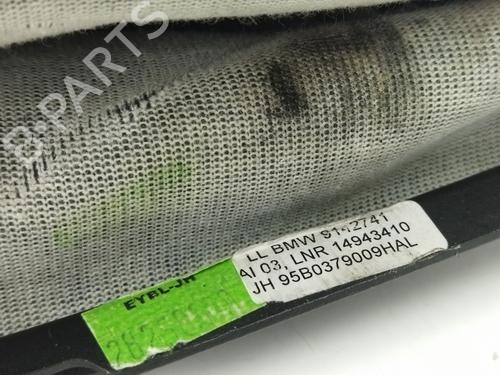 B-PARTS
LL BMW 9142741
AI 03, LNR 14943410
JH 95B0379009HAL
EYBL-JH